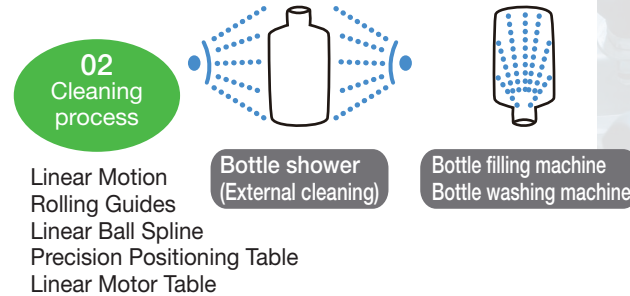 02
Cleaning
process
Bottle shower
(External cleaning)
Bottle filling machine
Bottle washing machine
Linear Motion
Rolling Guides
Linear Ball Spline
Precision Positioning Table
Linear Motor Table